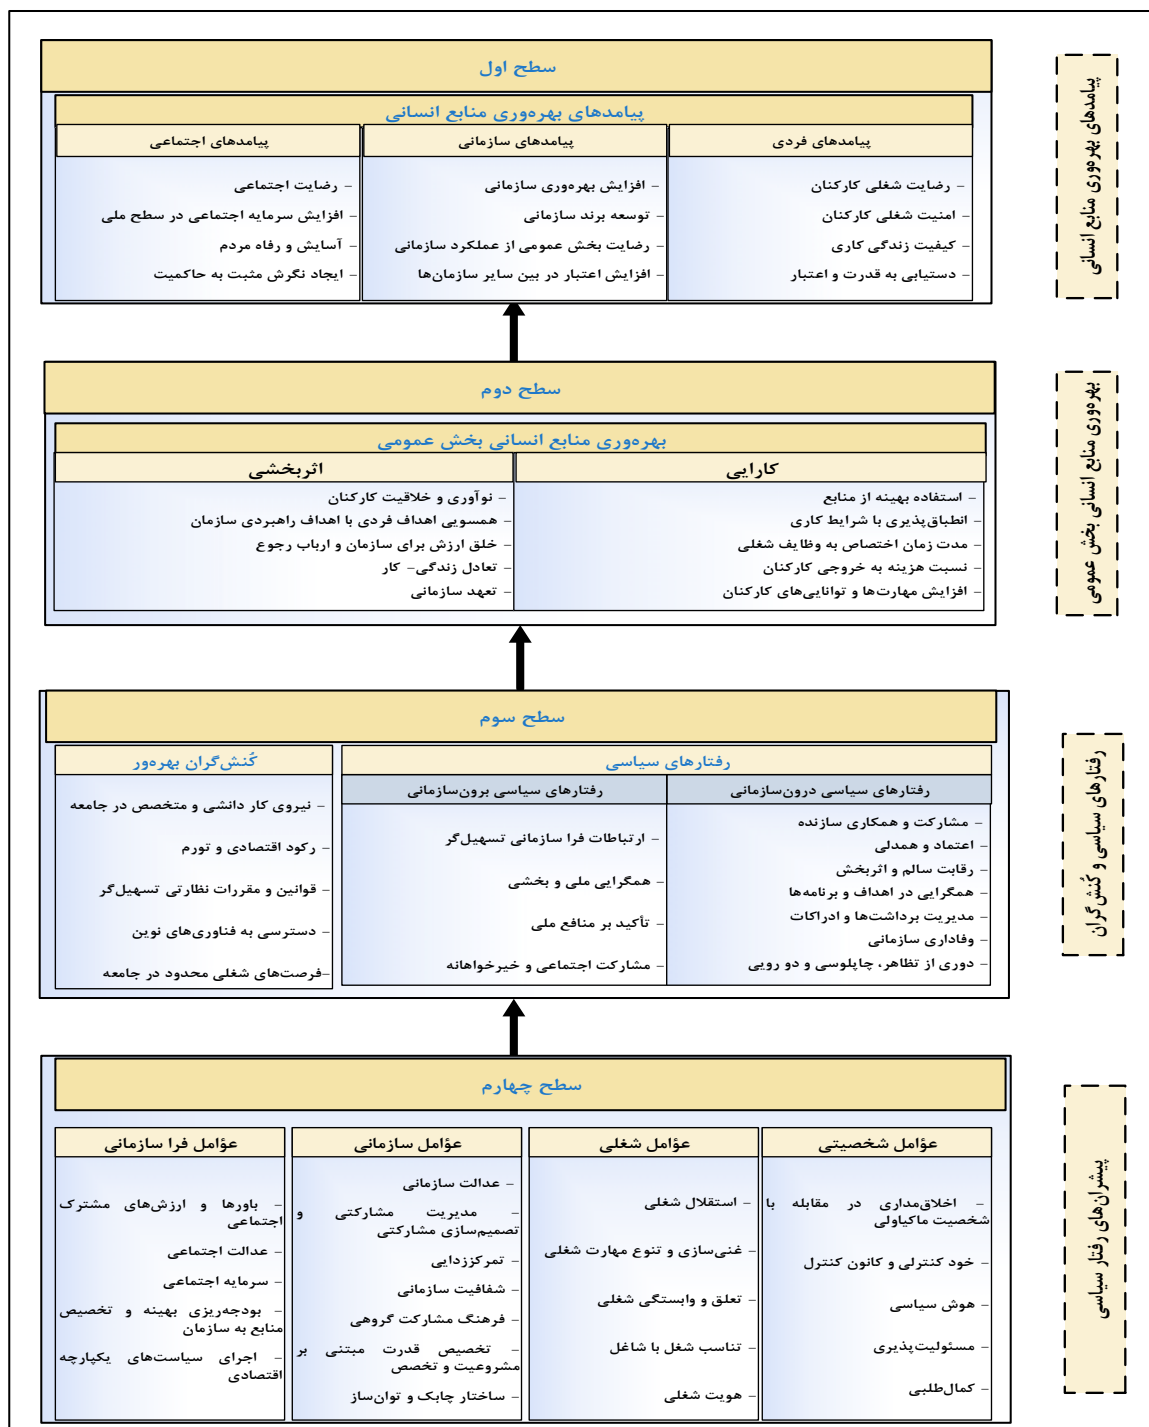 سطح اول
پیامدهای بهره‌وری منابع انسانی
پیامدهای فردی
- رضایت شغلی کارکنان
- امنیت شغلی کارکنان
- کیفیت زندگی کاری
- دستیابی به قدرت و اعتبار
پیامدهای سازمانی
- افزایش بهره‌وری سازمانی
- توسعه برند سازمانی
- رضایت بخش عمومی از عملکرد سازمانی
- افزایش اعتبار در بین سایر سازمان‌ها
پیامدهای اجتماعی
- رضایت اجتماعی
- افزایش سرمایه اجتماعی در سطح ملی
- آسایش و رفاه مردم
- ایجاد نگرش مثبت به حاکمیت
پیامدهای بهره‌وری منابع انسانی
سطح دوم
بهره‌وری منابع انسانی بخش عمومی
کارایی
- استفاده بهینه از منابع
- انطباق‌پذیری با شرایط کاری
- مدت زمان اختصاص به وظایف شغلی
- نسبت هزینه به خروجی کارکنان
- افزایش مهارت‌ها و توانایی‌های کارکنان
اثربخشی
- نوآوری و خلاقیت کارکنان
- همسویی اهداف فردی با اهداف راهبردی سازمان
- خلق ارزش برای سازمان و ارباب رجوع
- تعادل زندگی- کار
- تعهد سازمانی
بهره‌وری منابع انسانی بخش عمومی
سطح سوم
رفتارهای سیاسی
رفتارهای سیاسی درون‌سازمانی
- مشارکت و همکاری سازنده
- اعتماد و همدلی
- رقابت سالم و اثربخش
- همگرایی در اهداف و برنامه‌ها
- مدیریت برداشت‌ها و ادراکات
- وفاداری سازمانی
- دوری از تظاهر، چاپلوسی و دو رویی
رفتارهای سیاسی برون‌سازمانی
- ارتباطات فرا سازمانی تسهیل‌گر
- همگرایی ملی و بخشی
- تأکید بر منافع ملی
- مشارکت اجتماعی و خیرخواهانه
کُنش‌گران بهره‌ور
- نیروی کار دانشی و متخصص در جامعه
- رکود اقتصادی و تورم
- قوانین و مقررات نظارتی تسهیل‌گر
- دسترسی به فناوری‌های نوین
-فرصت‌های شغلی محدود در جامعه
رفتارهای سیاسی و کُنش‌گران
سطح چهارم
عؤامل شخصیتی
- اخلاق‌مداری در مقابله با
شخصیت ماکیاولی
- خود کنترلی و کانون کنترل
- هوش سیاسی
- مسئولیت‌پذیری
- کمال‌طلبی
عؤامل شغلی
- استقلال شغلی
- غنی‌سازی و تنوع مهارت شغلی
- تعلق و وابستگی شغلی
- تناسب شغل با شاغل
- هویت شغلی
عؤامل سازمانی
- عدالت سازمانی
- مدیریت مشارکتی و
تصمیم‌سازی مشارکتی
- تمرکززدایی
- شفافیت سازمانی
- فرهنگ مشارکت گروهی
- تخصیص قدرت مبتنی بر
مشروعیت و تخصص
- ساختار چابک و توان‌ساز
عؤامل فرا سازمانی
- باورها و ارزش‌های مشترک
اجتماعی
- عدالت اجتماعی
- سرمایه اجتماعی
- بودجه‌ریزی بهینه و تخصیص
منابع به سازمان
- اجرای سیاست‌های یکپارچه
اقتصادی
پیشران‌های رفتار سیاسی